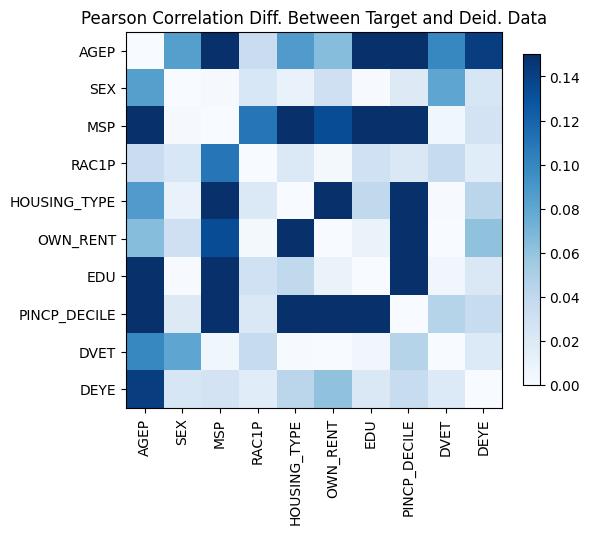 Pearson Correlation Diff. Between Target and Deid. Data
AGEP
SEX
MSP
RAC1P
HOUSING_TYPE
OWN_RENT
EDU
PINCP_DECILE
DVET
DEYE
AGEP
SEX
MSP
RAC1P
HOUSING_TYPE
OWN_RENT
EDU
PINCP_DECILE
DVET
DEYE
0.14
0.12
0.10
0.08
0.06
0.04
0.02
0.00